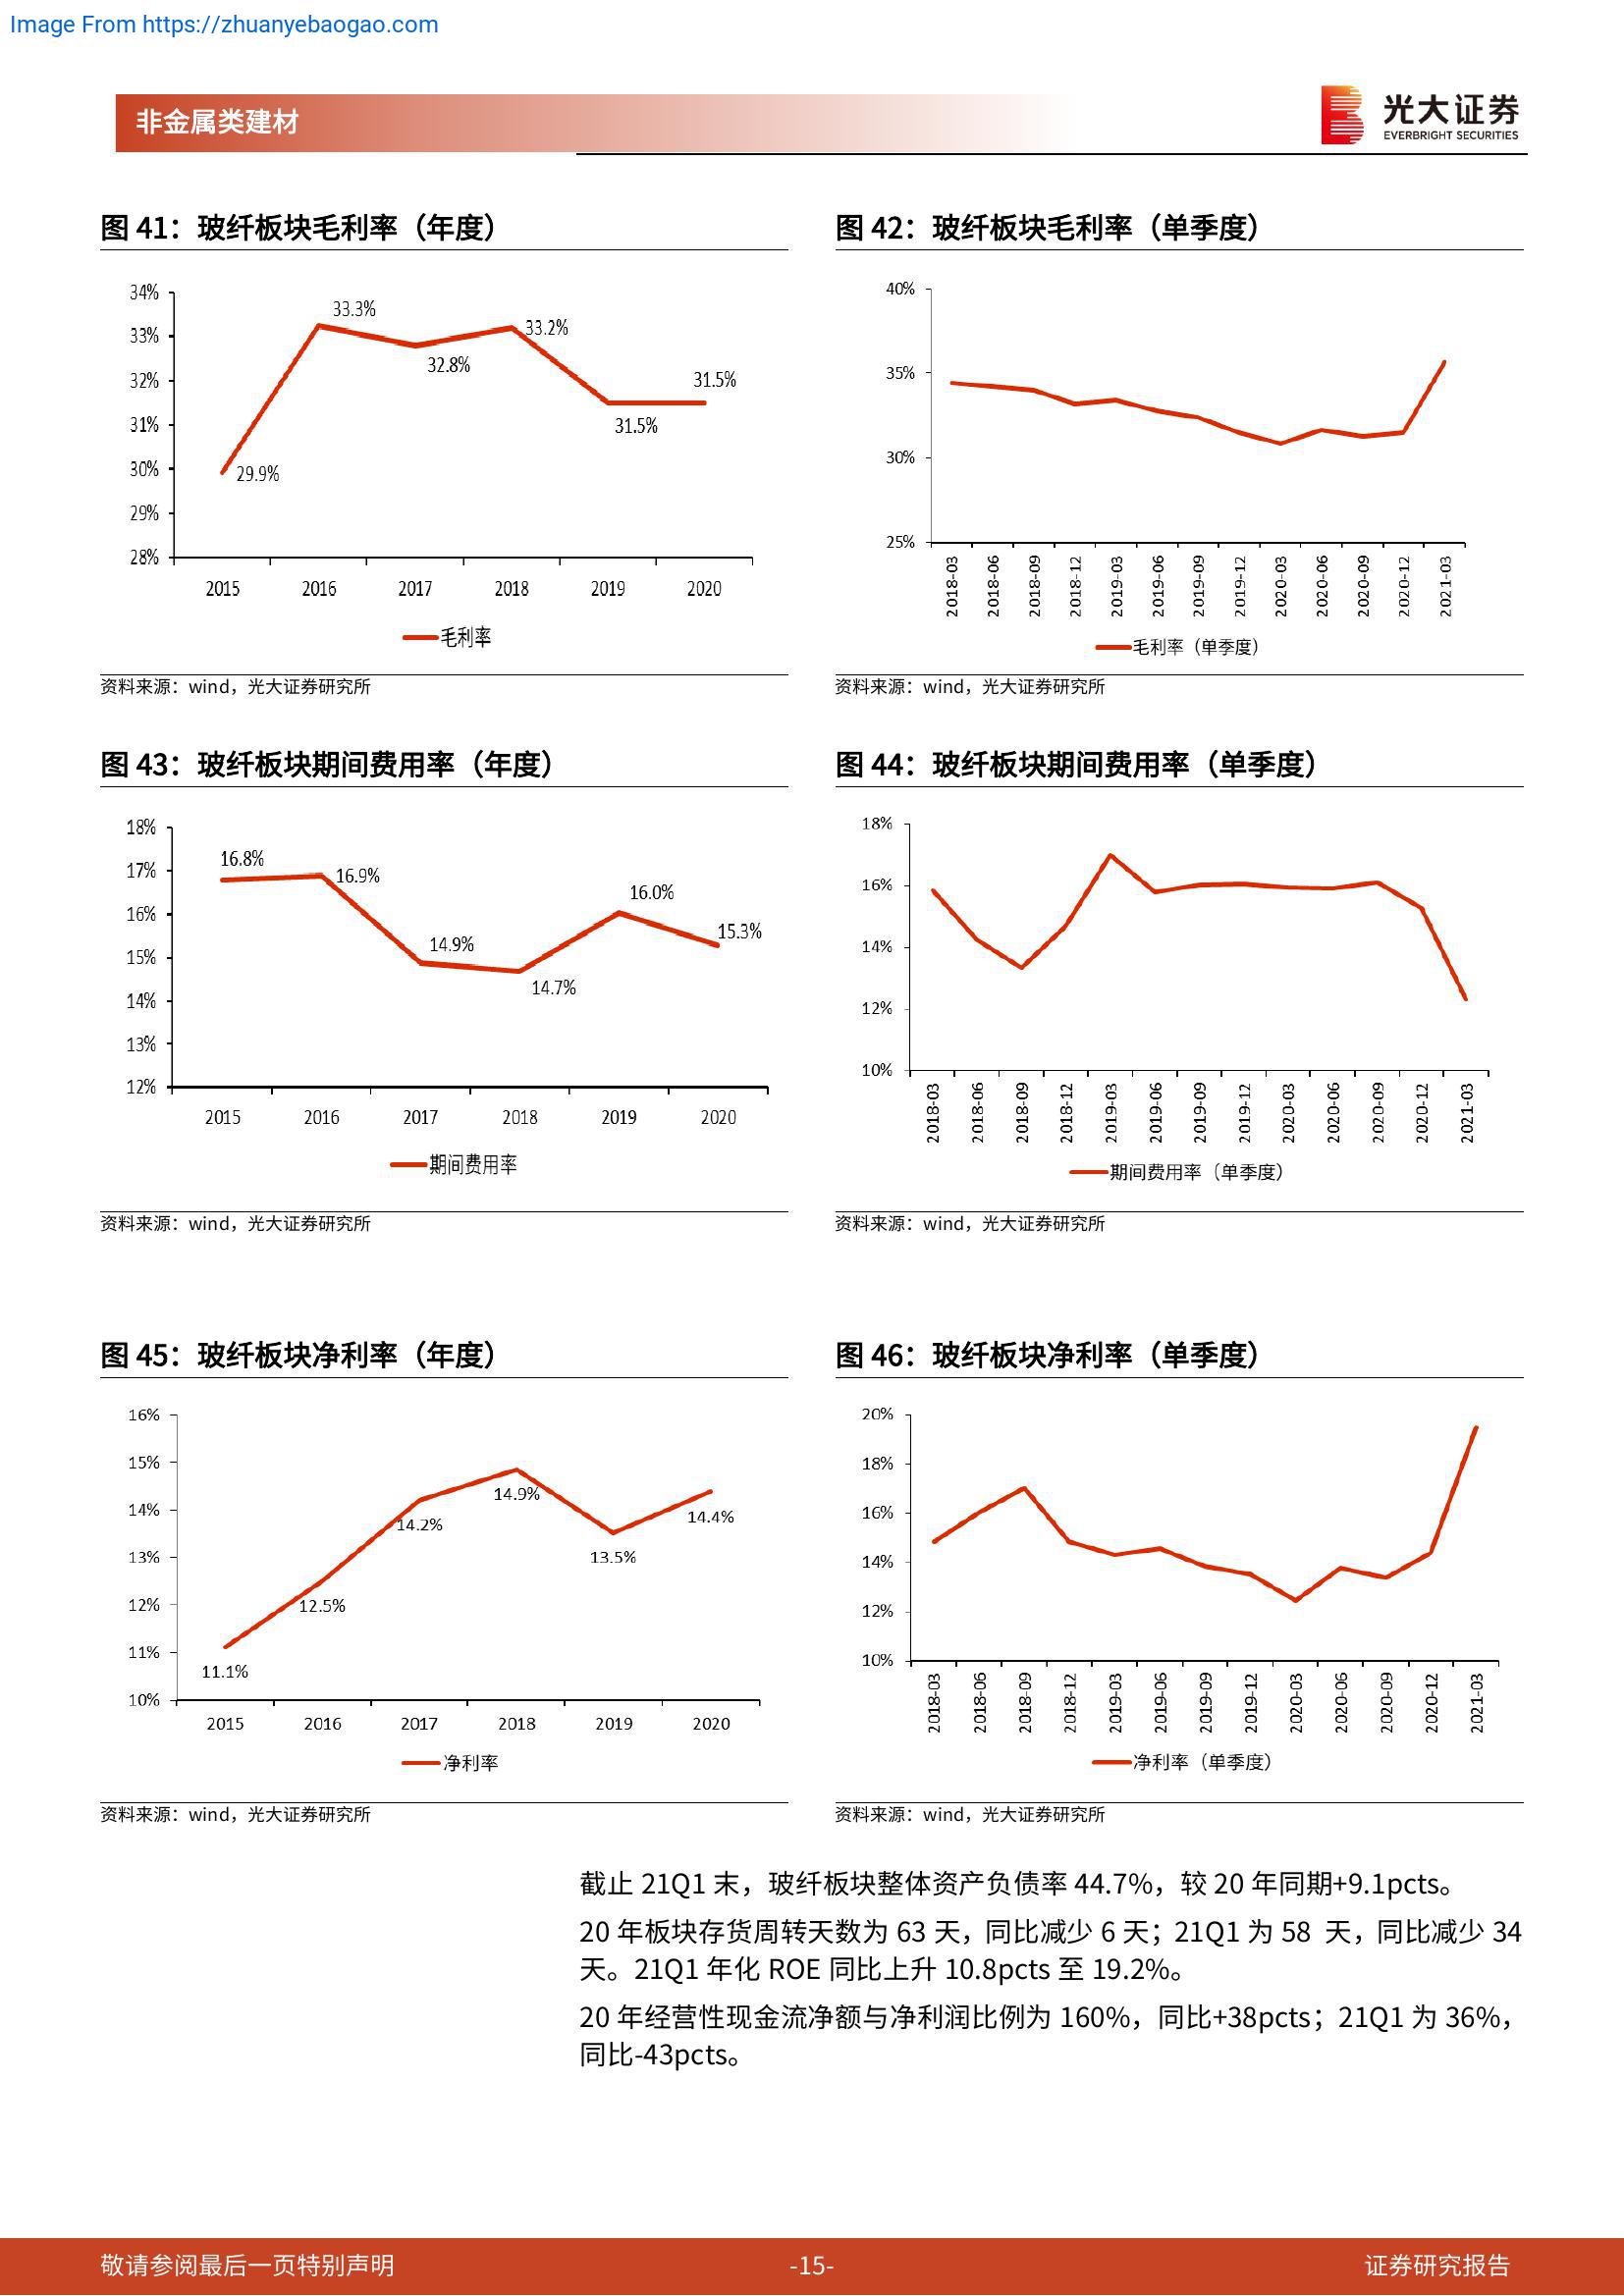 Image From https://zhuanyebaogao.com
非金属类建材
光大证券
EVERBRIGHT SECURITIES
图 41：玻纤板块毛利率（年度）
34%
33%
32%
31%
30%
29%
28%
33.3%
33.2%
32.8%
31.5%
31.5%
29.9%
2015 2016 2017 2018 2019 2020
毛利率
资料来源：wind，光大证券研究所
图 42：玻纤板块毛利率（单季度）
40%
35%
30%
25%
2018-03 2018-06 2018-09 2018-12 2019-03 2019-06 2019-09 2019-12 2020-03 2020-06 2020-09 2020-12 2021-03
毛利率（单季度）
资料来源：wind，光大证券研究所
图 43：玻纤板块期间费用率（年度）
18%
17%
16%
15%
14%
13%
12%
16.8%
16.9%
16.0%
15.3%
14.9%
14.7%
2015 2016 2017 2018 2019 2020
期间费用率
资料来源：wind，光大证券研究所
图 44：玻纤板块期间费用率（单季度）
18%
16%
14%
12%
10%
2018-03 2018-06 2018-09 2018-12 2019-03 2019-06 2019-09 2019-12 2020-03 2020-06 2020-09 2020-12 2021-03
期间费用率（单季度）
资料来源：wind，光大证券研究所
图 45：玻纤板块净利率（年度）
16%
15%
14%
13%
12%
11%
10%
14.9%
14.4%
14.2%
13.5%
12.5%
11.1%
2015 2016 2017 2018 2019 2020
净利率
资料来源：wind，光大证券研究所
图 46：玻纤板块净利率（单季度）
20%
18%
16%
14%
12%
10%
2018-03 2018-06 2018-09 2018-12 2019-03 2019-06 2019-09 2019-12 2020-03 2020-06 2020-09 2020-12 2021-03
净利率（单季度）
资料来源：wind，光大证券研究所
截止 21Q1 末，玻纤板块整体资产负债率 44.7%，较 20 年同期+9.1pcts。
20 年板块存货周转天数为 63 天，同比减少 6 天；21Q1 为 58 天，同比减少 34
天。21Q1 年化 ROE 同比上升 10.8pcts 至 19.2%。
20 年经营性现金流净额与净利润比例为 160%，同比+38pcts；21Q1 为 36%，
同比-43pcts。
敬请参阅最后一页特别声明
-15-
证券研究报告